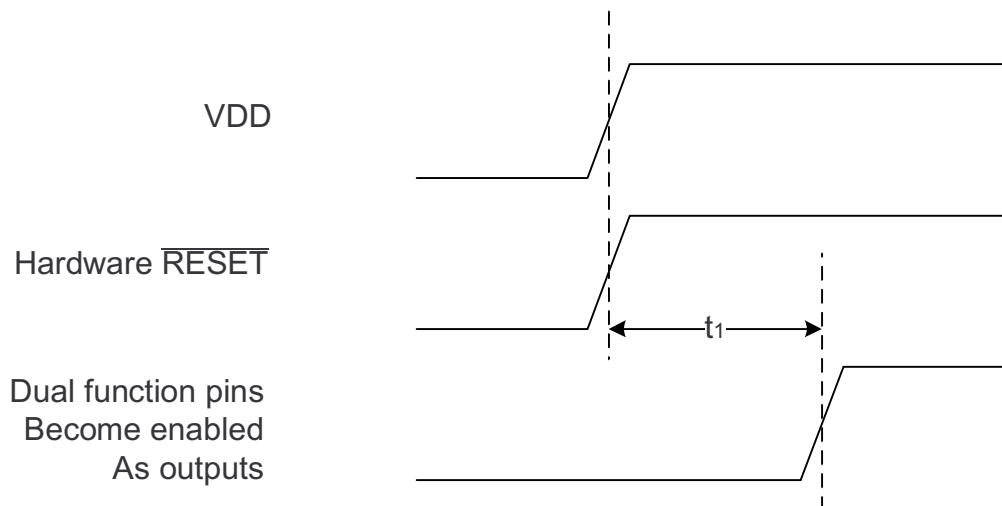 VDD
Hardware RESET
t1
Dual function pins
Become enabled
As outputs